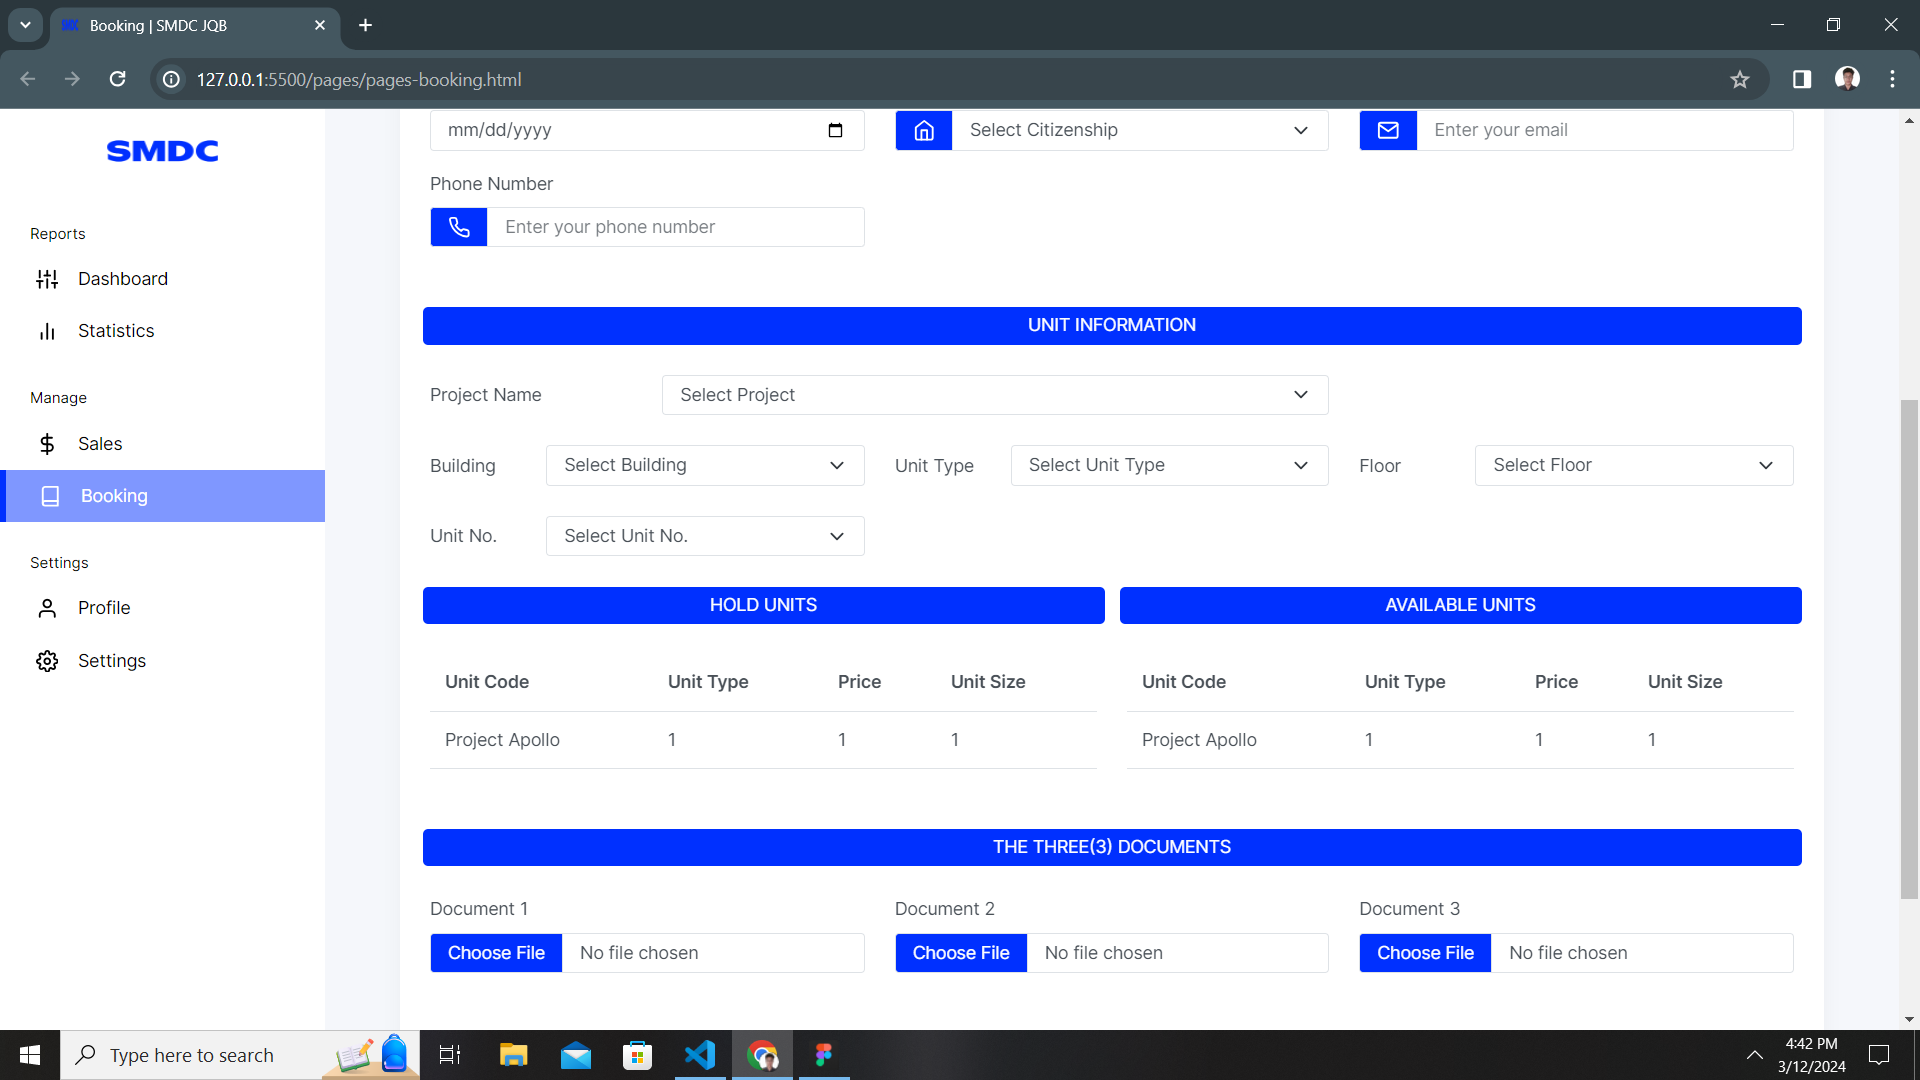 Booking | SMDC JQB
127.0.0.1:5500/pages/pages-booking.html
SMDC
Reports
Dashboard
Statistics
Manage
Sales
Booking
Settings
Profile
Settings
mm/dd/yyyy
Select Citizenship
Enter your email
Phone Number
Enter your phone number
UNIT INFORMATION
Project Name
Select Project
Building
Select Building
Unit Type
Select Unit Type
Floor
Select Floor
Unit No.
Select Unit No.
HOLD UNITS
Unit Code Unit Type Price Unit Size
Project Apollo 1 1 1
AVAILABLE UNITS
Unit Code Unit Type Price Unit Size
Project Apollo 1 1 1
THE THREE(3) DOCUMENTS
Document 1
Choose File No file chosen
Document 2
Choose File No file chosen
Document 3
Choose File No file chosen
Type here to search
4:42 PM
3/12/2024